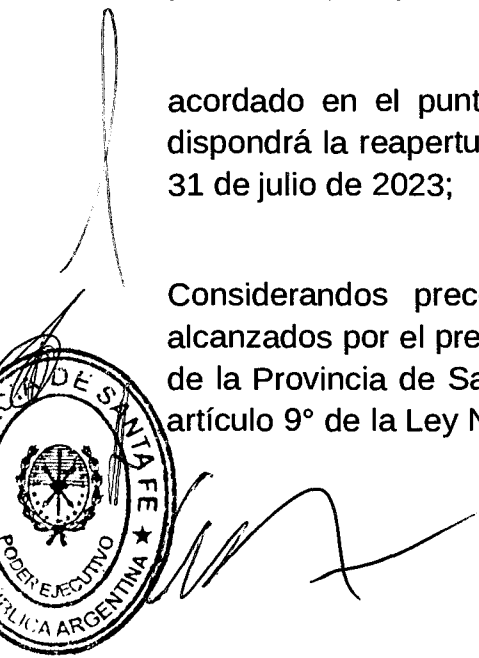 acordado en el punt
dispondrá la reapertu
31 de julio de 2023;
Considerandos prec
alcanzados por el pre
de la Provincia de Sa
artículo 9° de la Ley N
DE SANTA FE ★
PODER EJECUTIVO
BLICA ARGENTINA